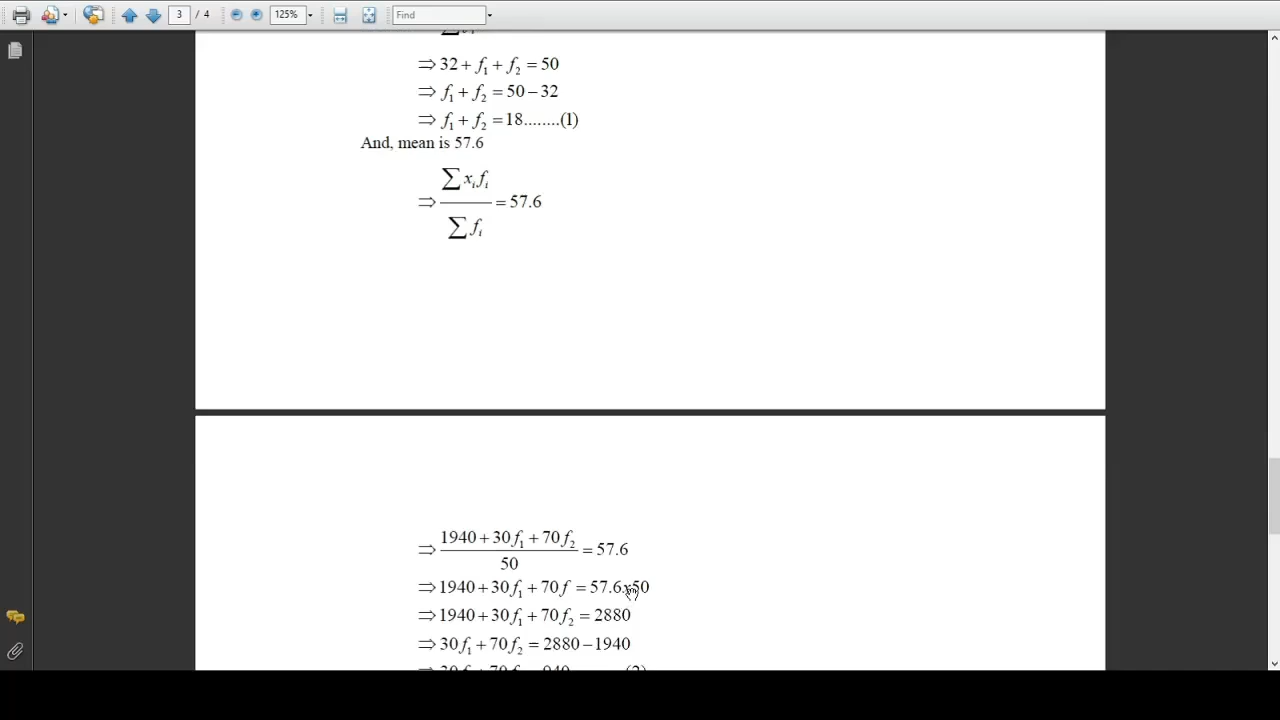 3 / 4 125% Find
⇒ 32 + f₁ + f₂ = 50
⇒ f₁ + f₂ = 50 − 32
⇒ f₁ + f₂ = 18........(1)
And, mean is 57.6
⇒ ∑ xᵢfᵢ / ∑ fᵢ = 57.6
⇒ 1940 + 30f₁ + 70f₂ / 50 = 57.6
⇒ 1940 + 30f₁ + 70f = 57.6x50
⇒ 1940 + 30f₁ + 70f₂ = 2880
⇒ 30f₁ + 70f₂ = 2880 − 1940